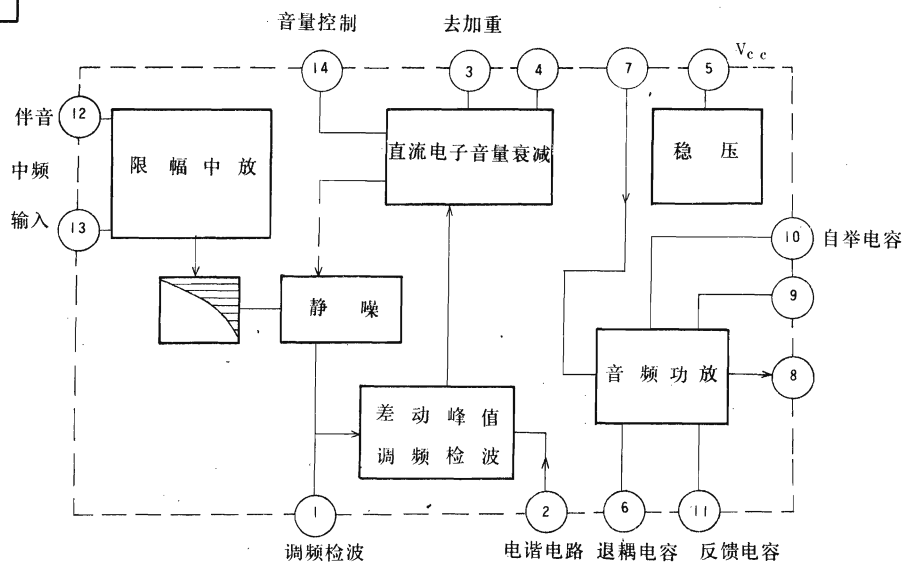 音量控制
去加重
14
3
4
7
5
Vcc
伴音
12
中频
输入
13
限幅中放
直流电子音量衰减
稳压
10
自举电容
9
静噪
音频功放
8
差动峰值
调频检波
1
2
6
11
调频检波
电谐电路
退耦电容
反馈电容